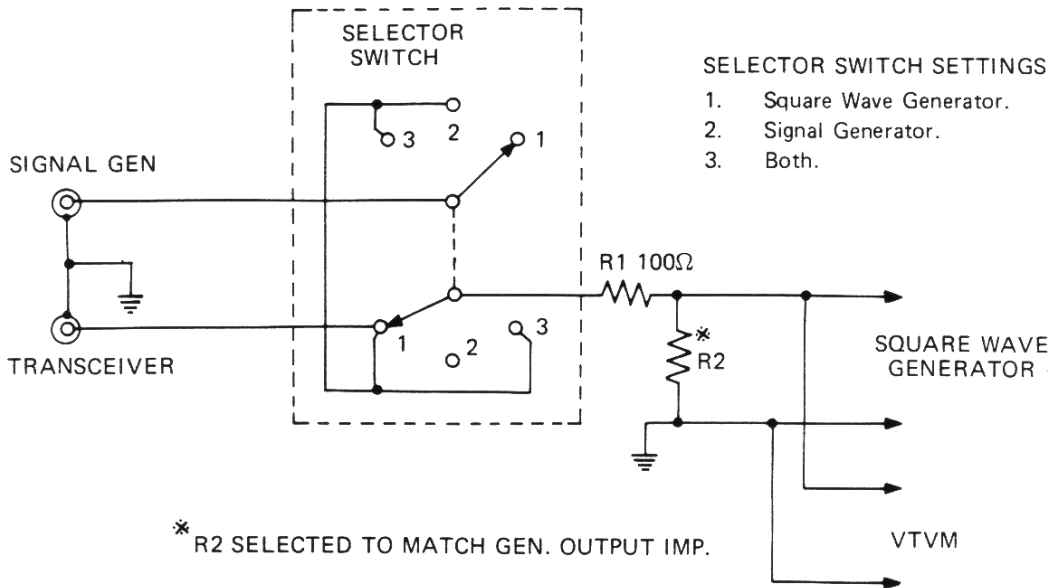 SELECTOR
SWITCH
2
3
1
SIGNAL GEN
TRANSCEIVER
1
2
3
SELECTOR SWITCH SETTINGS
1. Square Wave Generator.
2. Signal Generator.
3. Both.
R1 100Ω
※
R2
SQUARE WAVE
GENERATOR
VTVM
※R2 SELECTED TO MATCH GEN. OUTPUT IMP.